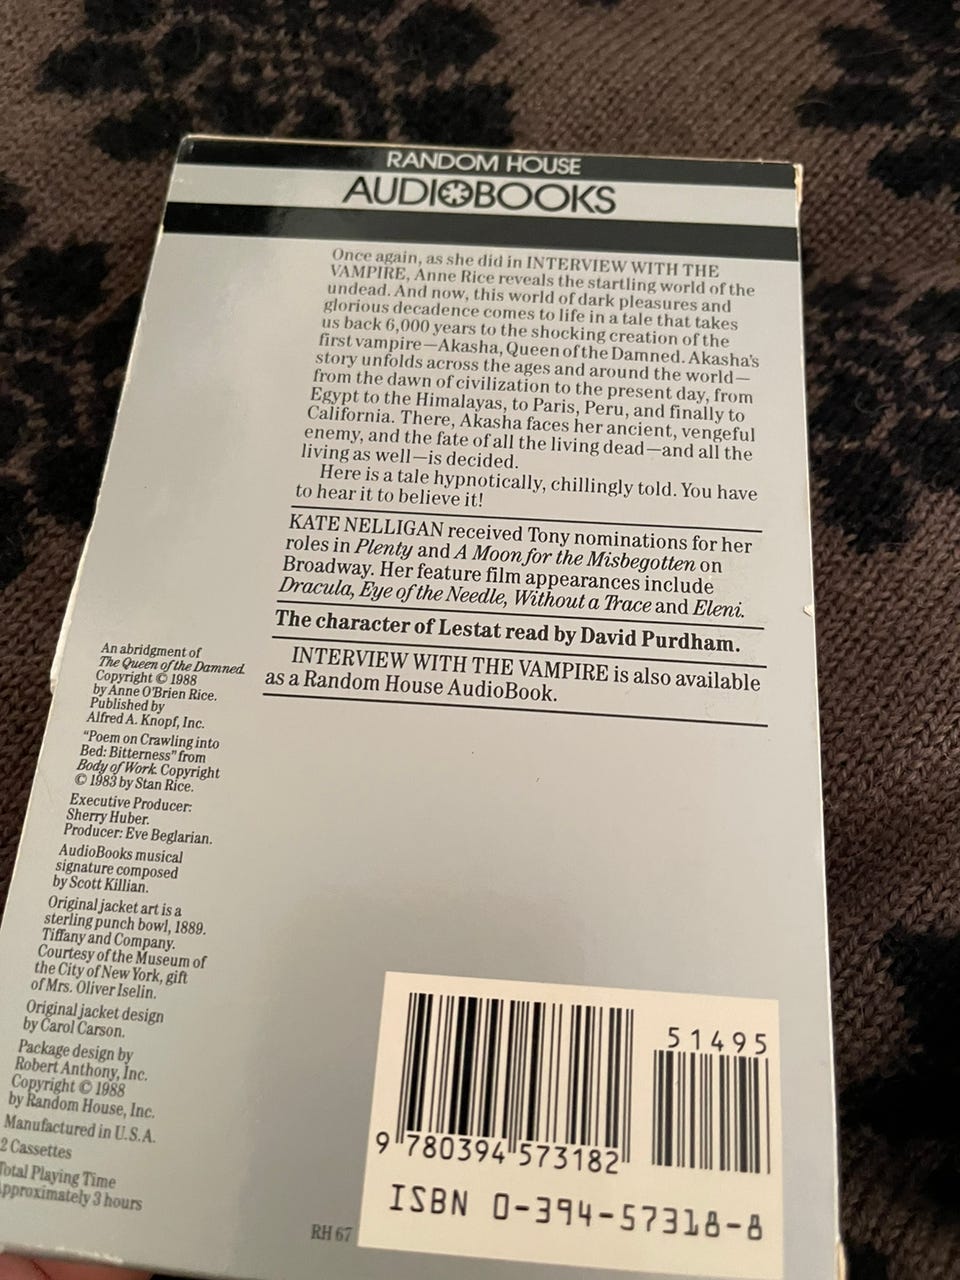 RANDOM HOUSE
AUDIOBOOKS
Once again, as she did in INTERVIEW WITH THE
VAMPIRE, Anne Rice reveals the startling world of the
undead. And now, this world of dark pleasures and
glorious decadence comes to life in a tale that takes
us back 6,000 years to the shocking creation of the
first vampire—Akasha, Queen of the Damned. Akasha's
story unfolds across the ages and around the world—
from the dawn of civilization to the present day, from
Egypt to the Himalayas, to Paris, Peru, and finally to
California. There, Akasha faces her ancient, vengeful
enemy, and the fate of all the living dead—and all the
living as well—is decided.
Here is a tale hypnotically, chillingly told. You have
to hear it to believe it!
KATE NELLIGAN received Tony nominations for her
roles in Plenty and A Moon for the Misbegotten on
Broadway. Her feature film appearances include
Dracula, Eye of the Needle, Without a Trace and Eleni.
The character of Lestat read by David Purdham.
INTERVIEW WITH THE VAMPIRE is also available
as a Random House AudioBook.
An abridgment of
The Queen of the Damned.
Copyright © 1988
by Anne O'Brien Rice.
Published by
Alfred A. Knopf, Inc.
"Poem on Crawling into
Bed: Bitterness" from
Body of Work. Copyright
© 1983 by Stan Rice.
Executive Producer:
Sherry Huber.
Producer: Eve Beglarian.
AudioBooks musical
signature composed
by Scott Killian.
Original jacket art is a
sterling punch bowl, 1889.
Tiffany and Company.
Courtesy of the Museum of
the City of New York, gift
of Mrs. Oliver Iselin.
Original jacket design
by Carol Carson.
Package design by
Robert Anthony, Inc.
Copyright © 1988
by Random House, Inc.
Manufactured in U.S.A.
2 Cassettes
Total Playing Time
Approximately 3 hours
RH 67
51495
9 780394 573182
ISBN 0-394-57318-8